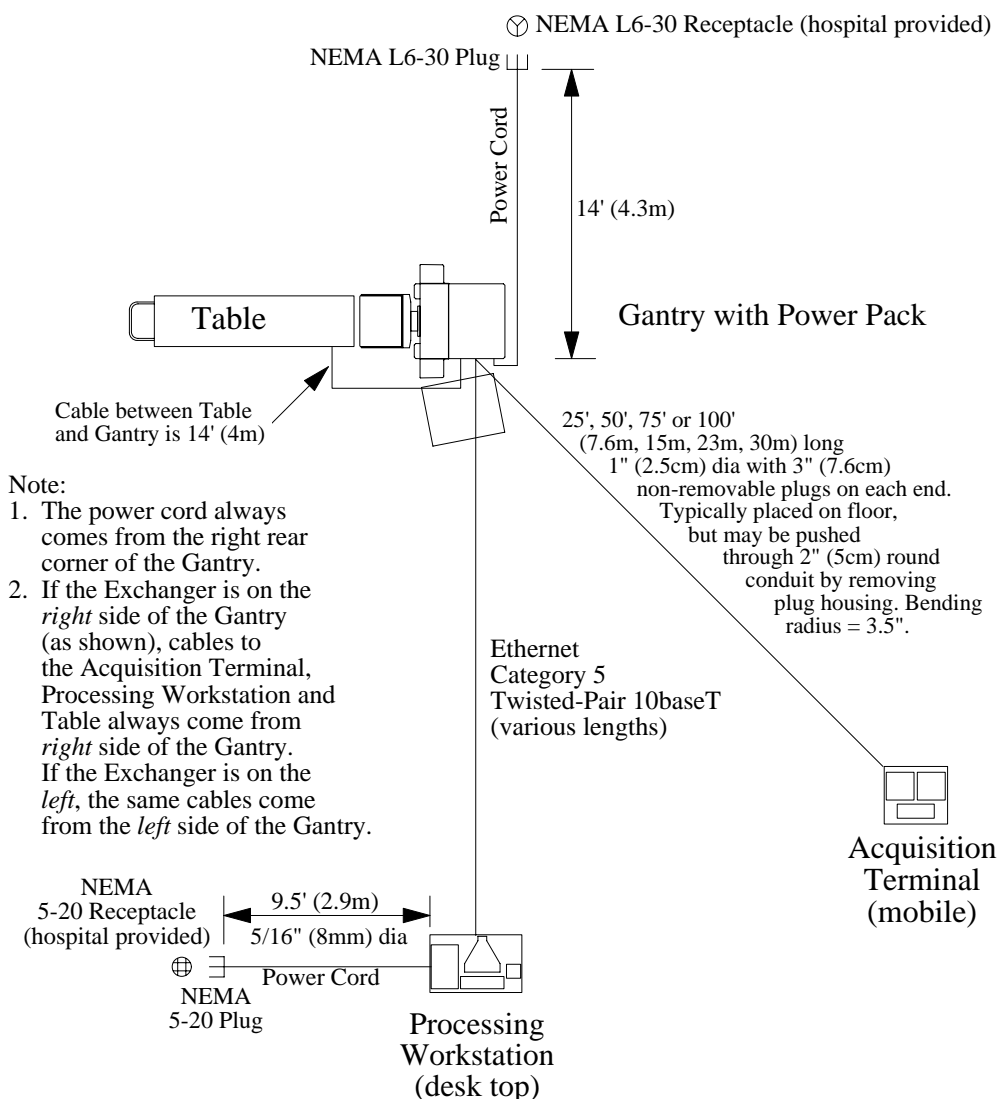 NEMA L6-30 Receptacle (hospital provided)
NEMA L6-30 Plug
Power Cord
14' (4.3m)
Table
Gantry with Power Pack
Cable between Table
and Gantry is 14' (4m)
25', 50', 75' or 100'
(7.6m, 15m, 23m, 30m) long
1" (2.5cm) dia with 3" (7.6cm)
non-removable plugs on each end.
Typically placed on floor,
but may be pushed
through 2" (5cm) round
conduit by removing
plug housing. Bending
radius = 3.5".
Note:
1. The power cord always
comes from the right rear
corner of the Gantry.
2. If the Exchanger is on the
right side of the Gantry
(as shown), cables to
the Acquisition Terminal,
Processing Workstation and
Table always come from
right side of the Gantry.
If the Exchanger is on the
left, the same cables come
from the left side of the Gantry.
Ethernet
Category 5
Twisted-Pair 10baseT
(various lengths)
Acquisition
Terminal
(mobile)
NEMA
5-20 Receptacle
(hospital provided)
9.5' (2.9m)
5/16" (8mm) dia
Power Cord
NEMA
5-20 Plug
Processing
Workstation
(desk top)